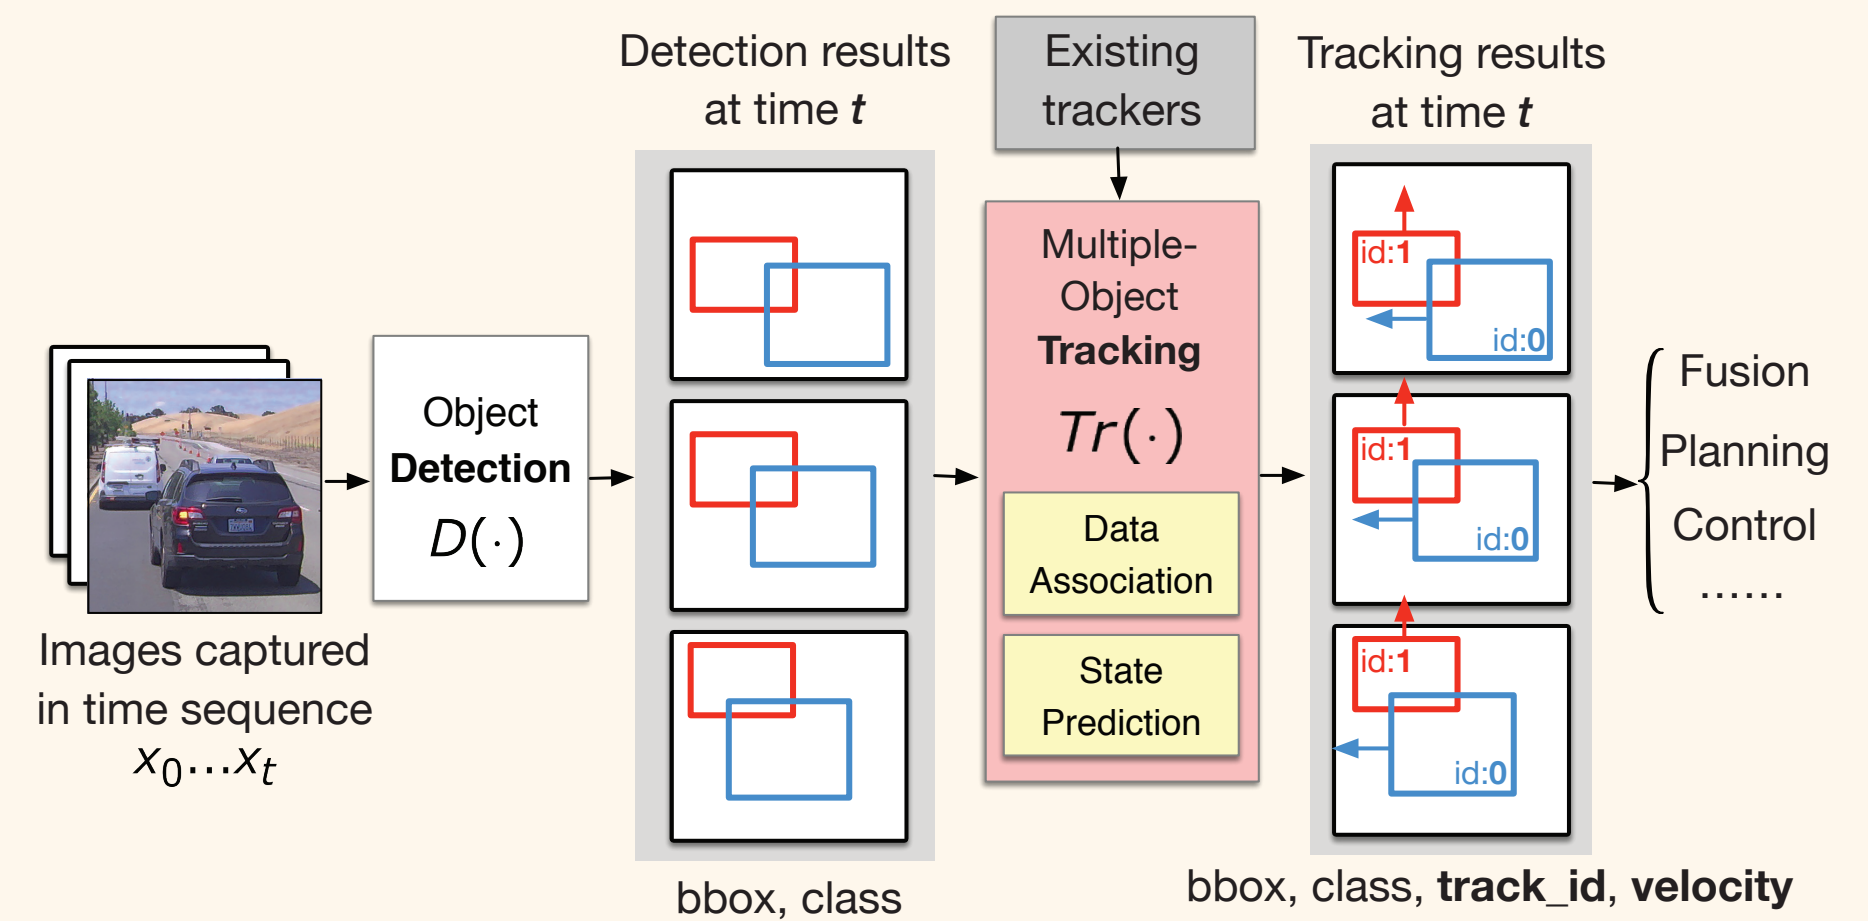 Images captured
in time sequence
x₀...xₜ
Object
Detection
D(·)
Detection results
at time t
bbox, class
Existing
trackers
Multiple-
Object
Tracking
Tr(·)
Data
Association
State
Prediction
Tracking results
at time t
id:1
id:0
id:1
id:0
id:1
id:0
bbox, class, track_id, velocity
Fusion
Planning
Control
......